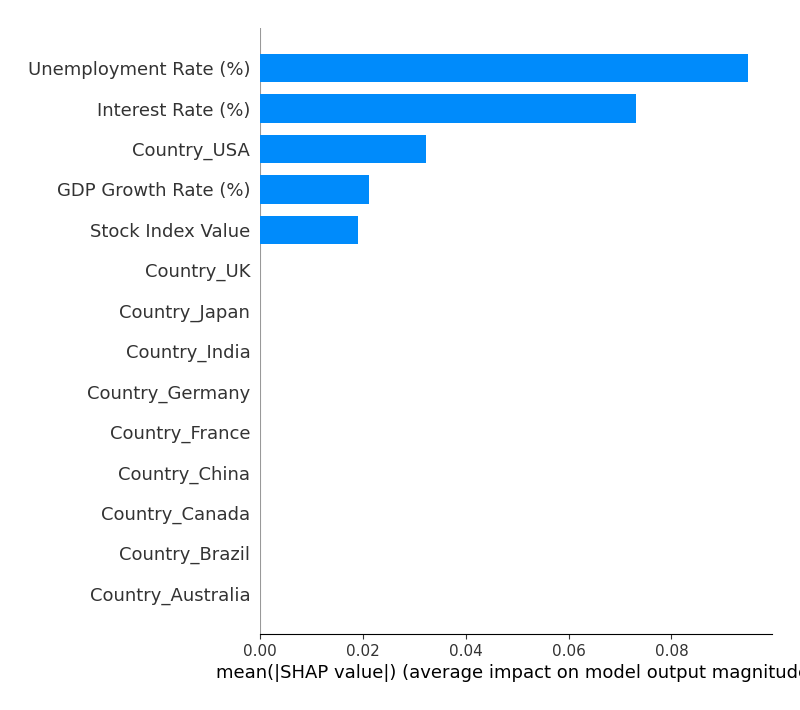 Unemployment Rate (%)
Interest Rate (%)
Country_USA
GDP Growth Rate (%)
Stock Index Value
Country_UK
Country_Japan
Country_India
Country_Germany
Country_France
Country_China
Country_Canada
Country_Brazil
Country_Australia
0.00 0.02 0.04 0.06 0.08
mean(|SHAP value|) (average impact on model output magnitude